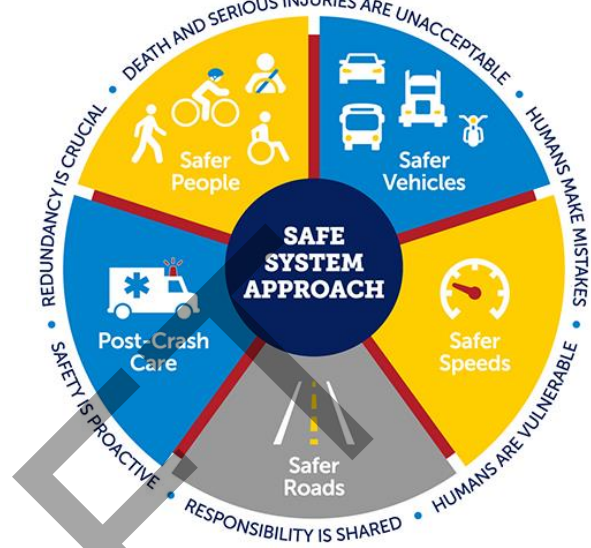 DEATH AND SERIOUS INJURIES ARE UNACCEPTABLE
HUMANS MAKE MISTAKES
HUMANS ARE VULNERABLE
RESPONSIBILITY IS SHARED
SAFETY IS PROACTIVE
REDUNDANCY IS CRUCIAL
Safer
People
Safer
Vehicles
SAFE
SYSTEM
APPROACH
Safer
Speeds
Post-Crash
Care
Safer
Roads